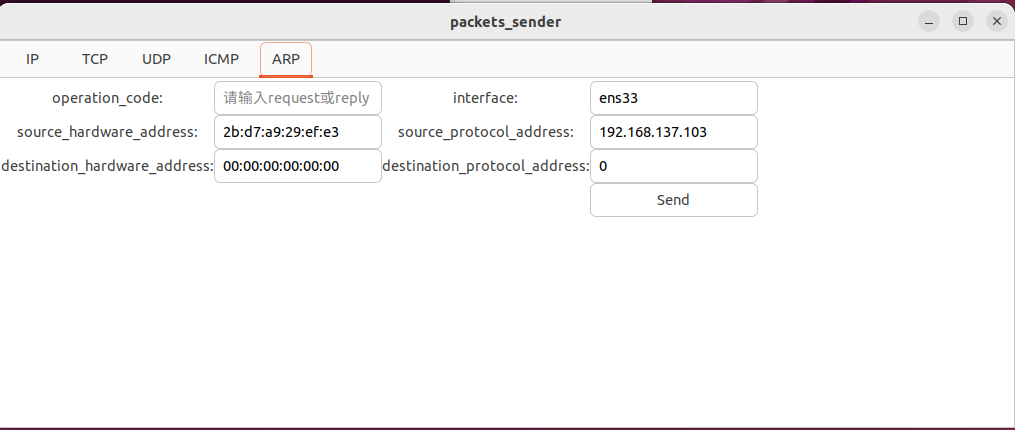 packets_sender
IP TCP UDP ICMP ARP
operation_code: 请输入request或reply interface: ens33
source_hardware_address: 2b:d7:a9:29:ef:e3 source_protocol_address: 192.168.137.103
destination_hardware_address: 00:00:00:00:00:00 destination_protocol_address: 0
Send